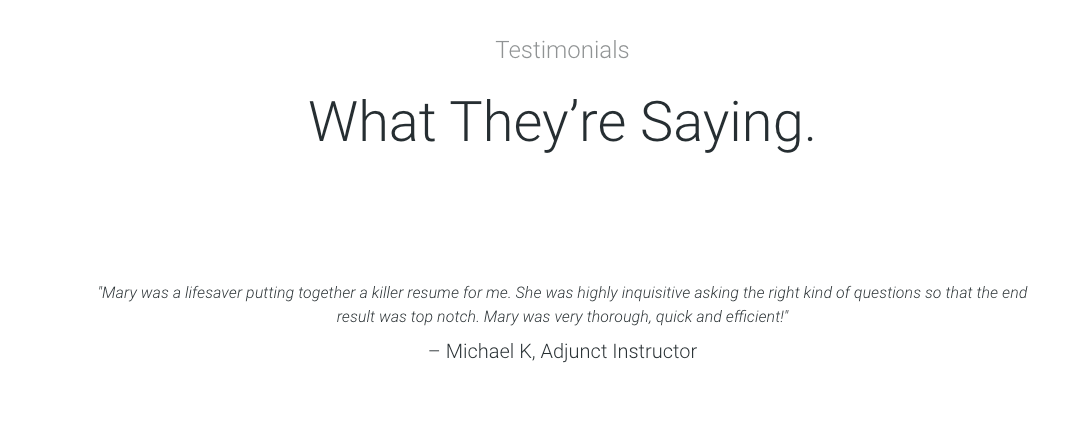 Testimonials
What They’re Saying.
"Mary was a lifesaver putting together a killer resume for me. She was highly inquisitive asking the right kind of questions so that the end
result was top notch. Mary was very thorough, quick and efficient!"
– Michael K, Adjunct Instructor